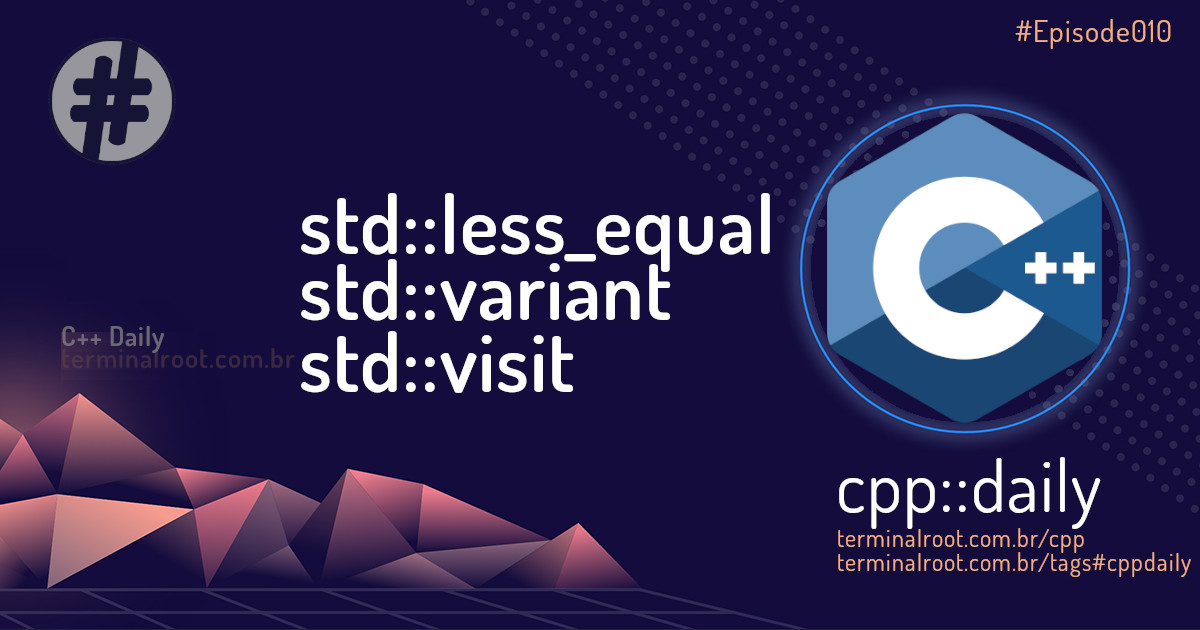 #Episode010
#
std::less_equal
std::variant
std::visit
C++ Daily
terminalroot.com.br
C++
cpp::daily
terminalroot.com.br/cpp
terminalroot.com.br/tags#cppdaily